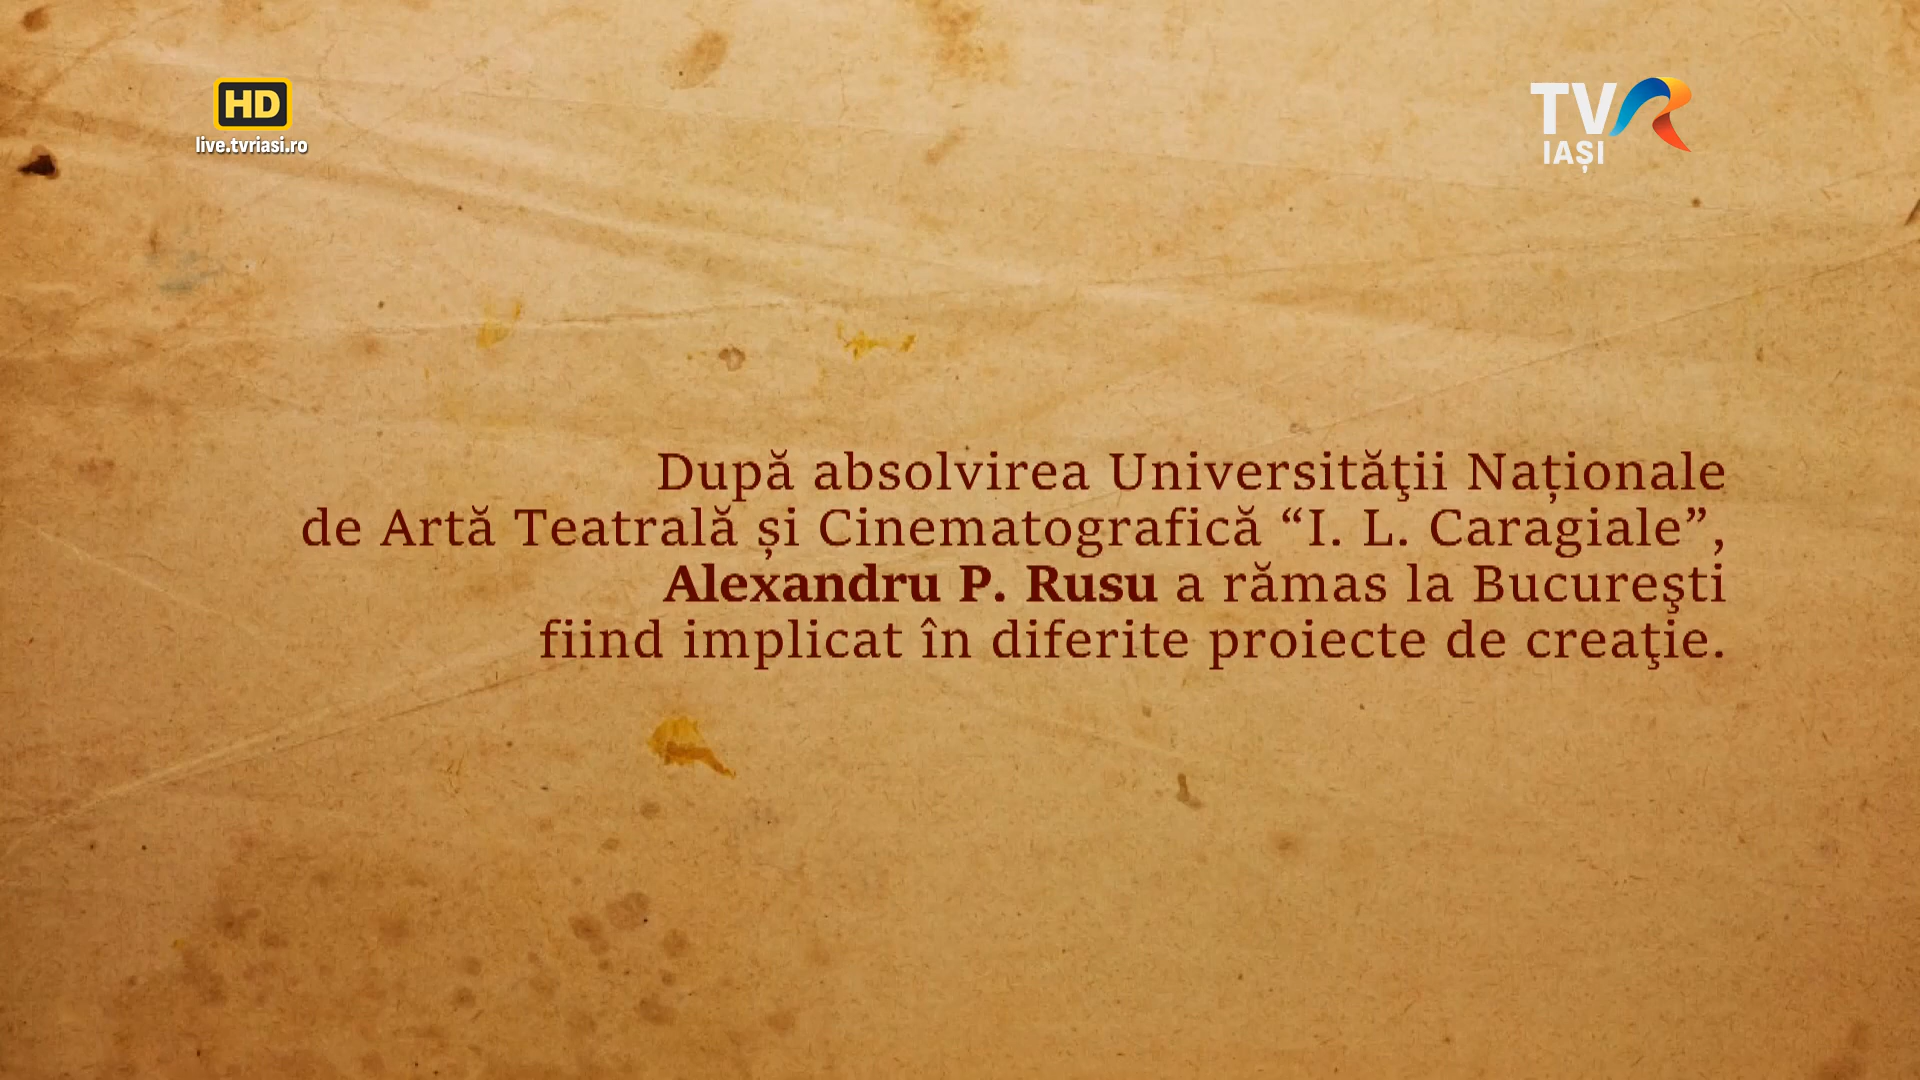 HD
live.tvriasi.ro
TVR
IAȘI
După absolvirea Universităţii Naționale
de Artă Teatrală și Cinematografică “I. L. Caragiale”,
Alexandru P. Rusu a rămas la Bucureşti
fiind implicat în diferite proiecte de creaţie.